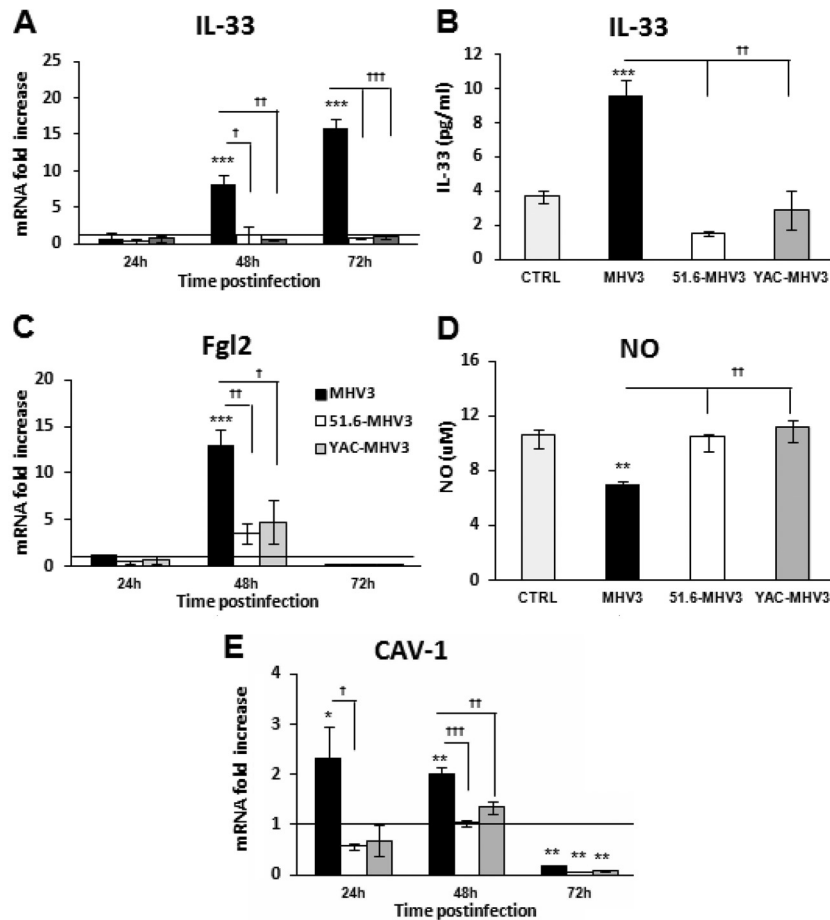 A
IL-33
mRNA fold increase
25
20
15
10
5
0
***
†
††
***
†††
24h
48h
72h
Time postinfection
B
IL-33
IL-33 (pg/ml)
12
10
8
6
4
2
0
***
††
CTRL
MHV3
51.6-MHV3
YAC-MHV3
C
Fgl2
mRNA fold increase
20
15
10
5
0
***
††
†
MHV3
51.6-MHV3
YAC-MHV3
24h
48h
72h
Time postinfection
D
NO
NO (uM)
16
12
8
4
0
**
††
CTRL
MHV3
51.6-MHV3
YAC-MHV3
E
CAV-1
mRNA fold increase
4
3
2
1
0
*
†
**
†††
††
** ** **
24h
48h
72h
Time postinfection